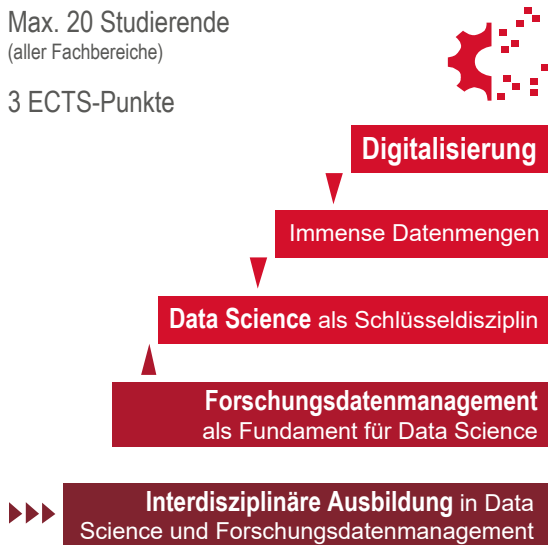 Max. 20 Studierende
(aller Fachbereiche)
3 ECTS-Punkte
Digitalisierung
Immense Datenmengen
Data Science als Schlüsseldisziplin
Forschungsdatenmanagement
als Fundament für Data Science
Interdisziplinäre Ausbildung in Data
Science und Forschungsdatenmanagement